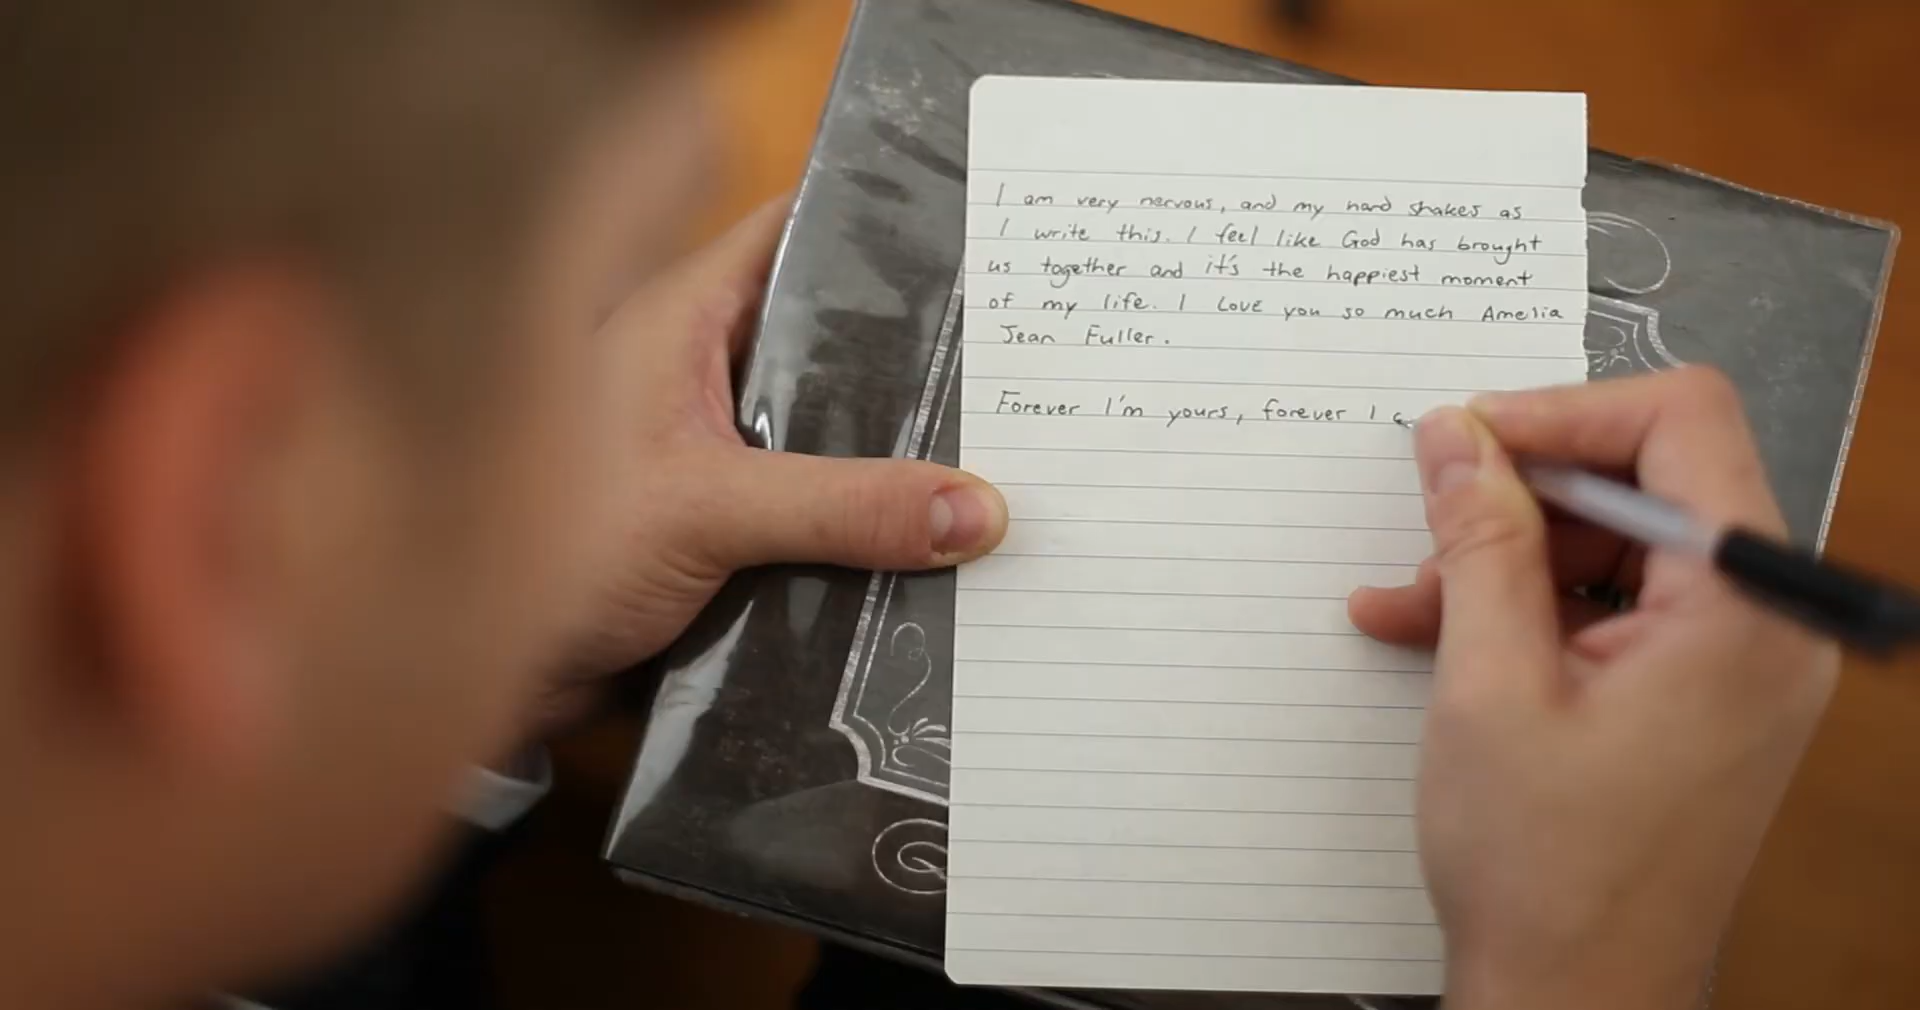 I am very nervous, and my hand shakes as
I write this. I feel like God has brought
us together and it's the happiest moment
of my life. I Love you so much Amelia
Jean Fuller.
Forever I'm yours, forever I